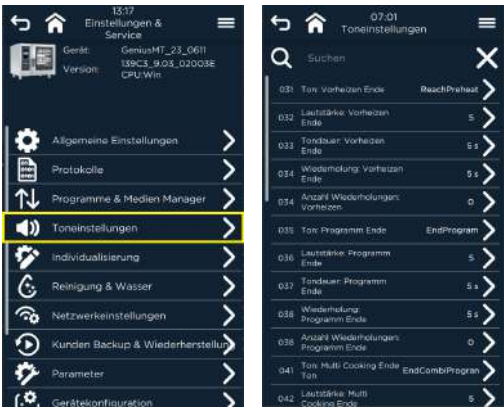 13:17
Einstellungen &
Service
Gerät: GeniusMT_23_0611
Version: 139C3_9.03_02003E
CPU:Win
Allgemeine Einstellungen
Protokolle
Programme & Medien Manager
Toneinstellungen
Individualisierung
Reinigung & Wasser
Netzwerkeinstellungen
Kunden Backup & Wiederherstellung
Parameter
Gerätekonfiguration
07:01
Toneinstellungen
Suchen
031 Ton: Vorheizen Ende ReachPreheat
032 Lautstärke: Vorheizen
Ende 5
033 Tondauer: Vorheizen
Ende 5 s
034 Wiederholung: Vorheizen
Ende 5 s
034 Anzahl Wiederholungen:
Vorheizen 0
035 Ton: Programm Ende EndProgram
036 Lautstärke: Programm
Ende 5
037 Tondauer: Programm
Ende 5 s
038 Wiederholung:
Programm Ende 5 s
038 Anzahl Wiederholungen:
Programm Ende 0
041 Ton: Multi Cooking Ende
Ton EndCombiProgran
042 Lautstärke: Multi
Cooking Ende 5